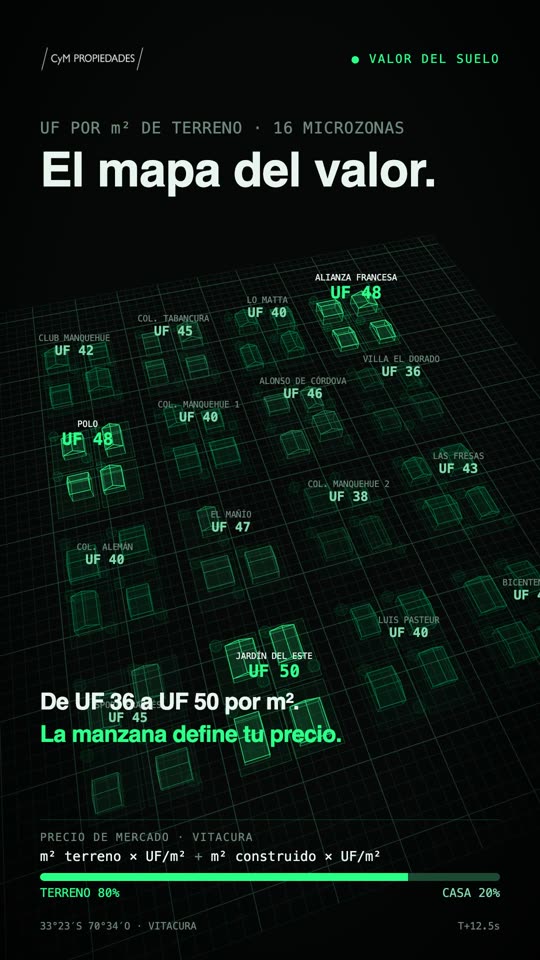 CyM PROPIEDADES
VALOR DEL SUELO
UF POR m² DE TERRENO · 16 MICROZONAS
El mapa del valor.
ALIANZA FRANCESA
UF 48
LO MATTA
UF 40
COL. TABANCURA
UF 45
CLUB MANQUEHUE
UF 42
VILLA EL DORADO
UF 36
ALONSO DE CÓRDOVA
UF 46
COL. MANQUEHUE 1
UF 40
POLO
UF 48
LAS FRESAS
UF 43
COL. MANQUEHUE 2
UF 38
EL MAÑIO
UF 47
COL. ALEMÁN
UF 40
UF
LUIS PASTEUR
UF 40
JARDÍN DEL ESTE
UF 50
De UF 36 a UF 50 por m².
UF 45
La manzana define tu precio.
PRECIO DE MERCADO · VITACURA
m² terreno × UF/m² + m² construido × UF/m²
TERRENO 80%
CASA 20%
33°23′S 70°34′O · VITACURA
T+12.5s